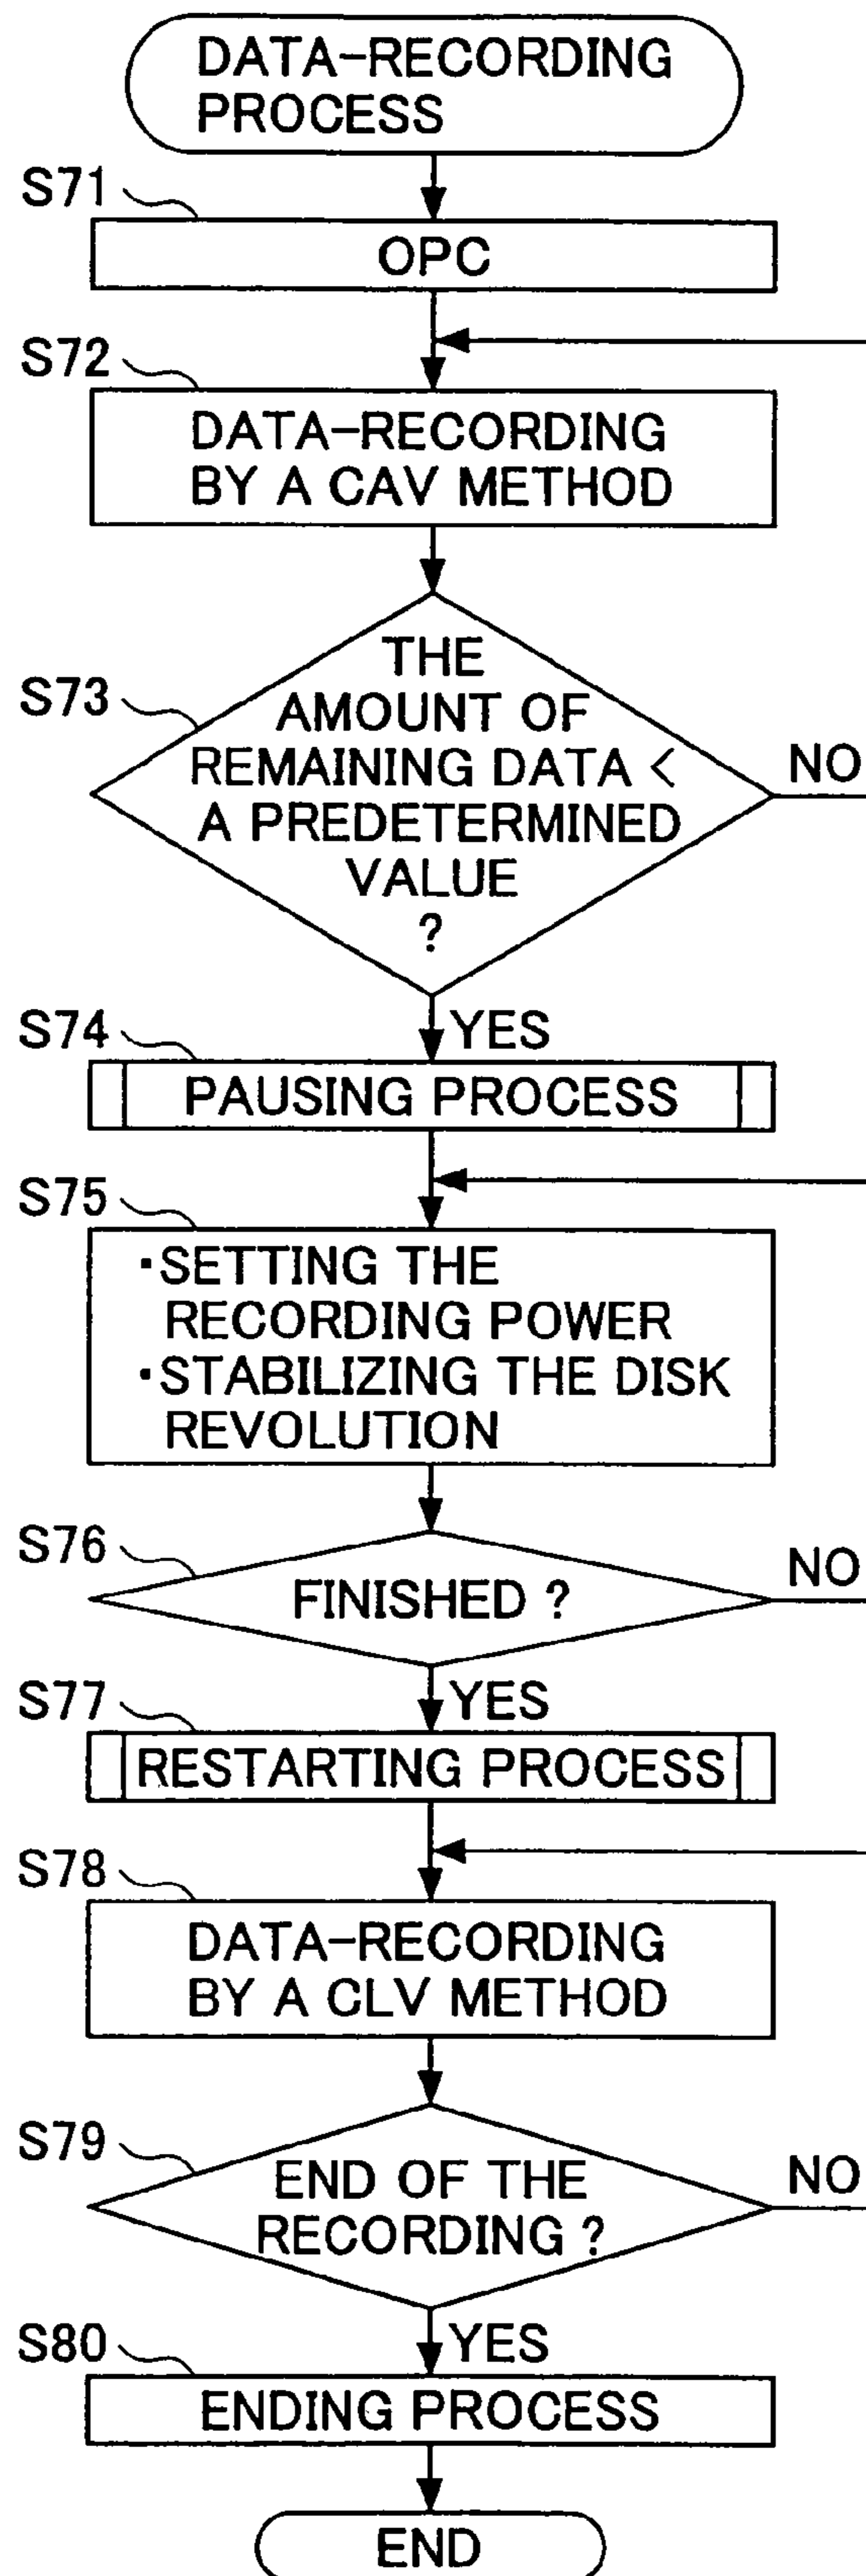 DATA-RECORDING
PROCESS
S71
OPC
S72
DATA-RECORDING
BY A CAV METHOD
S73
THE
AMOUNT OF
REMAINING DATA <
A PREDETERMINED
VALUE
?
NO
YES
S74
PAUSING PROCESS
S75
・SETTING THE
RECORDING POWER
・STABILIZING THE DISK
REVOLUTION
S76
FINISHED ?
NO
YES
S77
RESTARTING PROCESS
S78
DATA-RECORDING
BY A CLV METHOD
S79
END OF THE
RECORDING ?
NO
YES
S80
ENDING PROCESS
END